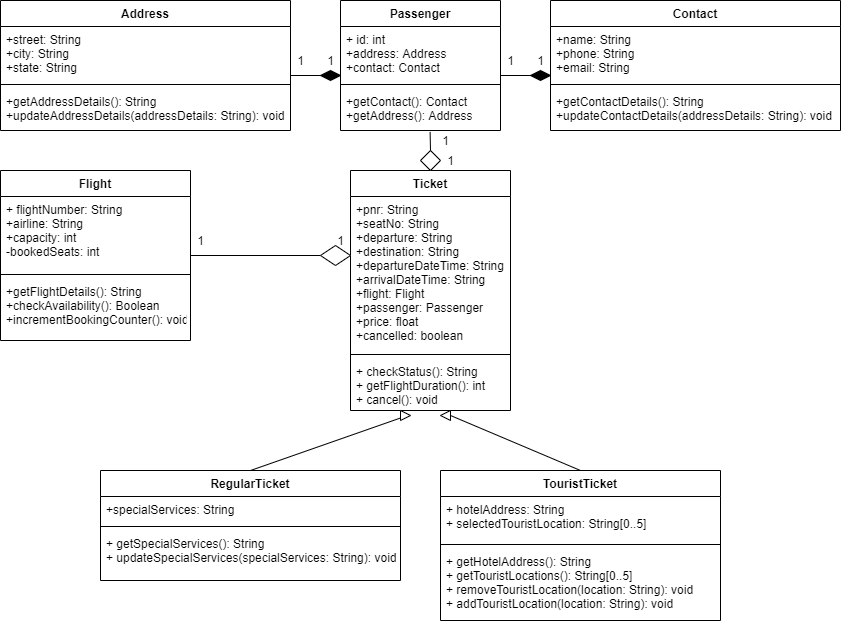 Address
+street: String
+city: String
+state: String
+getAddressDetails(): String
+updateAddressDetails(addressDetails: String): void
1
1
Passenger
+ id: int
+address: Address
+contact: Contact
+getContact(): Contact
+getAddress(): Address
1
1
Contact
+name: String
+phone: String
+email: String
+getContactDetails(): String
+updateContactDetails(addressDetails: String): void
1
1
Flight
+ flightNumber: String
+airline: String
+capacity: int
-bookedSeats: int
+getFlightDetails(): String
+checkAvailability(): Boolean
+incrementBookingCounter(): void
1
1
Ticket
+pnr: String
+seatNo: String
+departure: String
+destination: String
+departureDateTime: String
+arrivalDateTime: String
+flight: Flight
+passenger: Passenger
+price: float
+cancelled: boolean
+ checkStatus(): String
+ getFlightDuration(): int
+ cancel(): void
RegularTicket
+specialServices: String
+ getSpecialServices(): String
+ updateSpecialServices(specialServices: String): void
TouristTicket
+ hotelAddress: String
+ selectedTouristLocation: String[0..5]
+ getHotelAddress(): String
+ getTouristLocations(): String[0..5]
+ removeTouristLocation(location: String): void
+ addTouristLocation(location: String): void